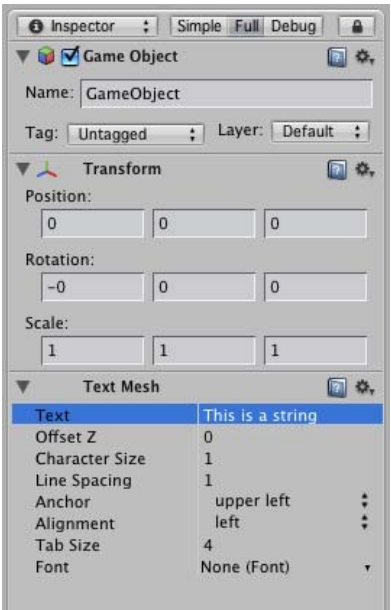 Inspector Simple Full Debug
Game Object
Name: GameObject
Tag: Untagged Layer: Default
Transform
Position:
0 0 0
Rotation:
-0 0 0
Scale:
1 1 1
Text Mesh
Text This is a string
Offset Z 0
Character Size 1
Line Spacing 1
Anchor upper left
Alignment left
Tab Size 4
Font None (Font)